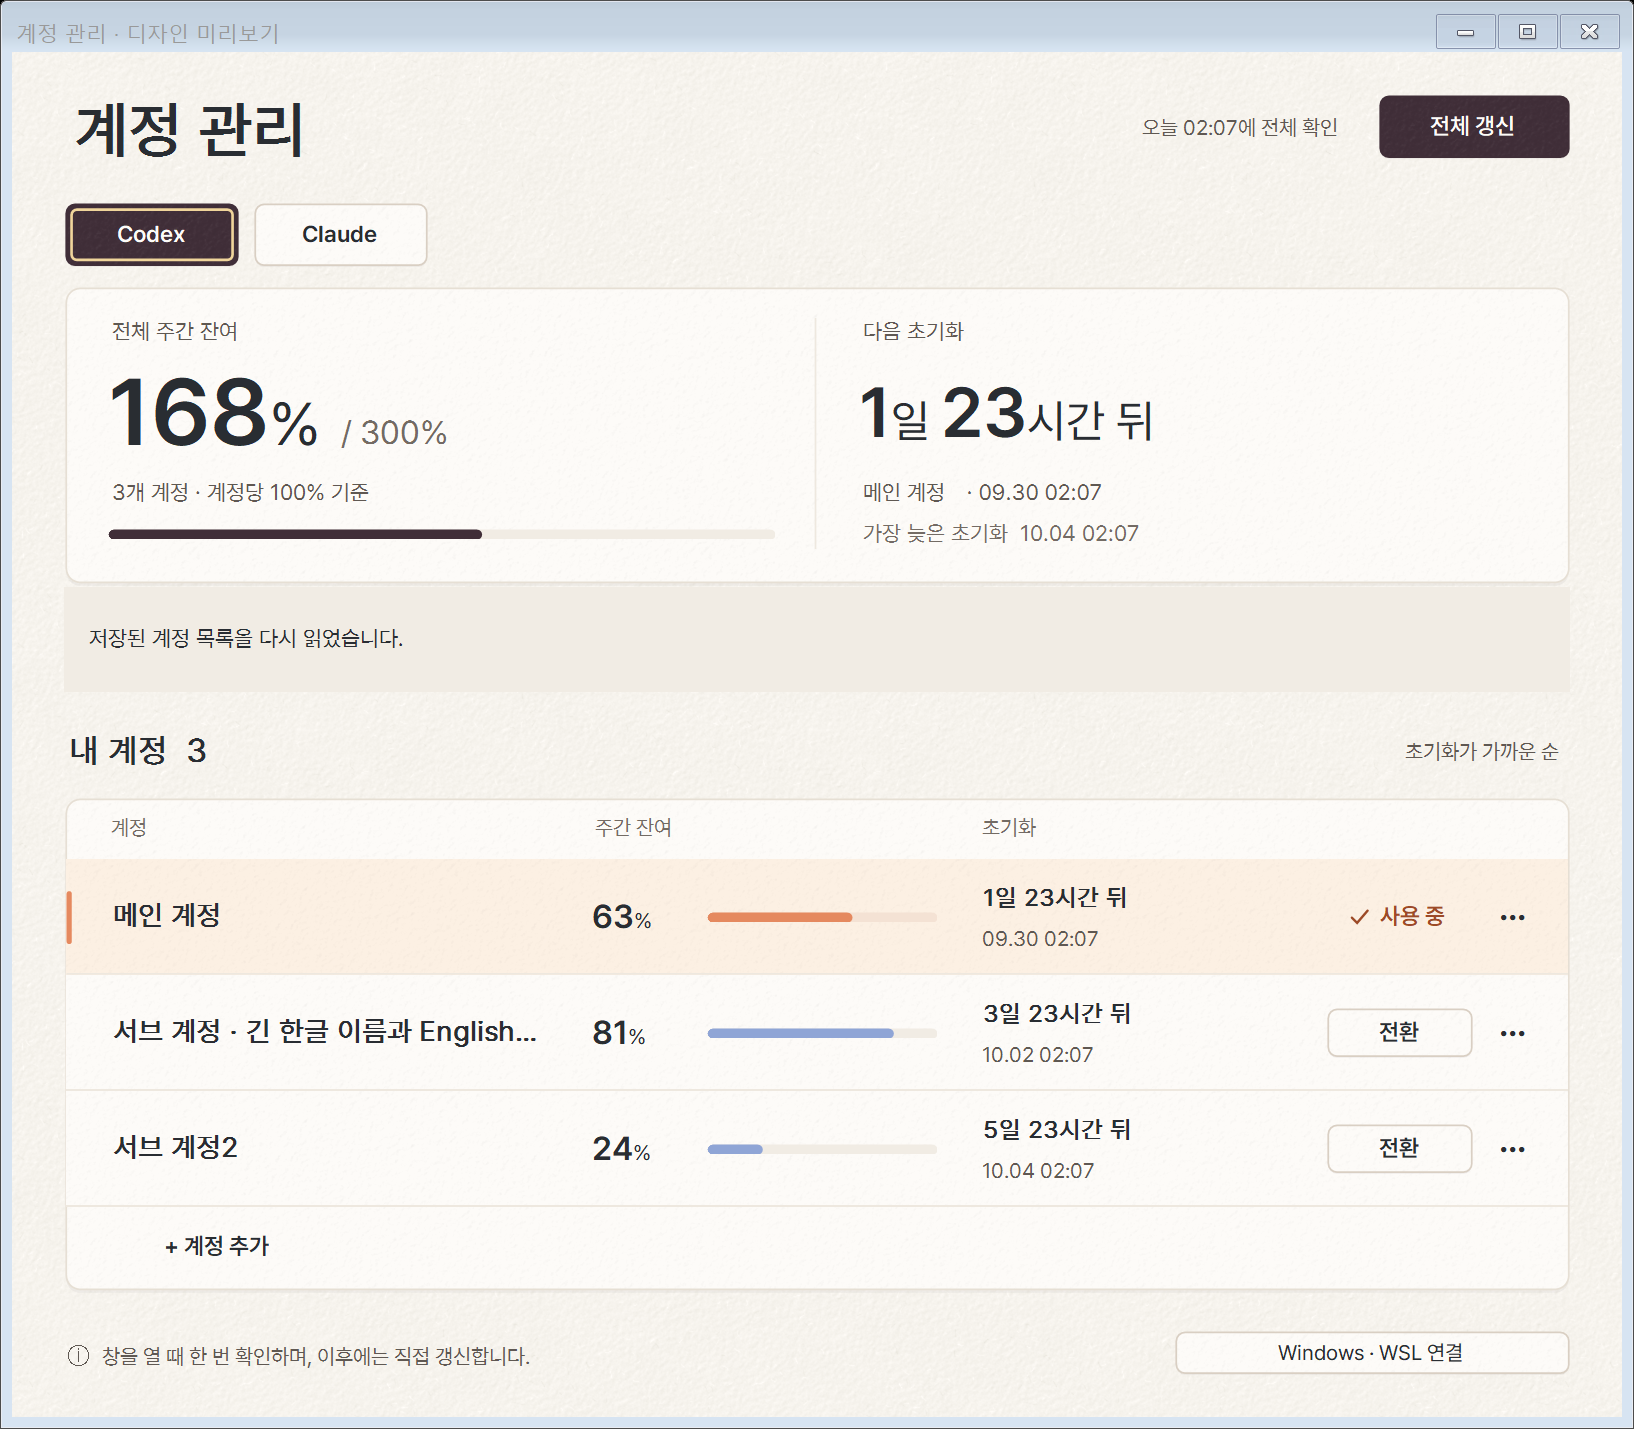 계정 관리 · 디자인 미리보기
계정 관리
오늘 02:07에 전체 확인
전체 갱신
Codex
Claude
전체 주간 잔여
168% / 300%
3개 계정 · 계정당 100% 기준
다음 초기화
1일 23시간 뒤
메인 계정 · 09.30 02:07
가장 늦은 초기화 10.04 02:07
저장된 계정 목록을 다시 읽었습니다.
내 계정 3
초기화가 가까운 순
계정
주간 잔여
초기화
메인 계정
63%
1일 23시간 뒤
09.30 02:07
사용 중
서브 계정 · 긴 한글 이름과 English...
81%
3일 23시간 뒤
10.02 02:07
전환
서브 계정2
24%
5일 23시간 뒤
10.04 02:07
전환
+ 계정 추가
창을 열 때 한 번 확인하며, 이후에는 직접 갱신합니다.
Windows · WSL 연결